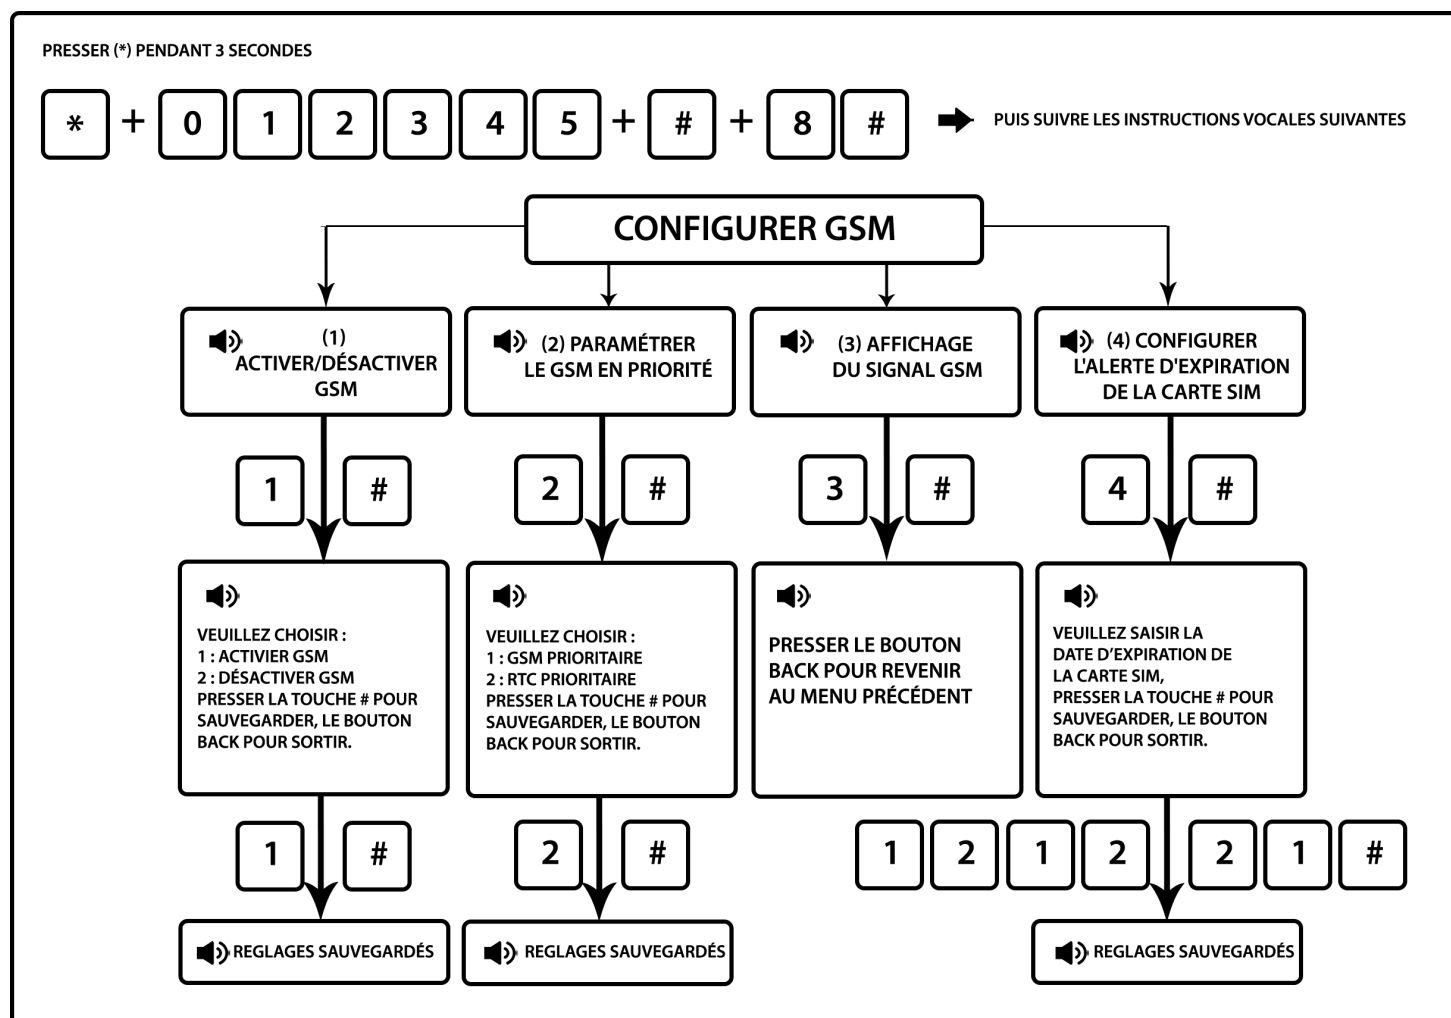 PRESSER (*) PENDANT 3 SECONDES
* + 0 1 2 3 4 5 + # + 8 #
PUIS SUIVRE LES INSTRUCTIONS VOCALES SUIVANTES
CONFIGURER GSM
(1)
ACTIVER/DÉSACTIVER
GSM
(2) PARAMÉTRER
LE GSM EN PRIORITÉ
(3) AFFICHAGE
DU SIGNAL GSM
(4) CONFIGURER
L'ALERTE D'EXPIRATION
DE LA CARTE SIM
1 #
2 #
3 #
4 #
VEUILLEZ CHOISIR :
1 : ACTIVIER GSM
2 : DÉSACTIVER GSM
PRESSER LA TOUCHE # POUR
SAUVEGARDER, LE BOUTON
BACK POUR SORTIR.
VEUILLEZ CHOISIR :
1 : GSM PRIORITAIRE
2 : RTC PRIORITAIRE
PRESSER LA TOUCHE # POUR
SAUVEGARDER, LE BOUTON
BACK POUR SORTIR.
PRESSER LE BOUTON
BACK POUR REVENIR
AU MENU PRÉCÉDENT
VEUILLEZ SAISIR LA
DATE D’EXPIRATION DE
LA CARTE SIM,
PRESSER LA TOUCHE # POUR
SAUVEGARDER, LE BOUTON
BACK POUR SORTIR.
1 #
2 #
1 2 1 2 2 1 #
REGLAGES SAUVEGARDÉS
REGLAGES SAUVEGARDÉS
REGLAGES SAUVEGARDÉS